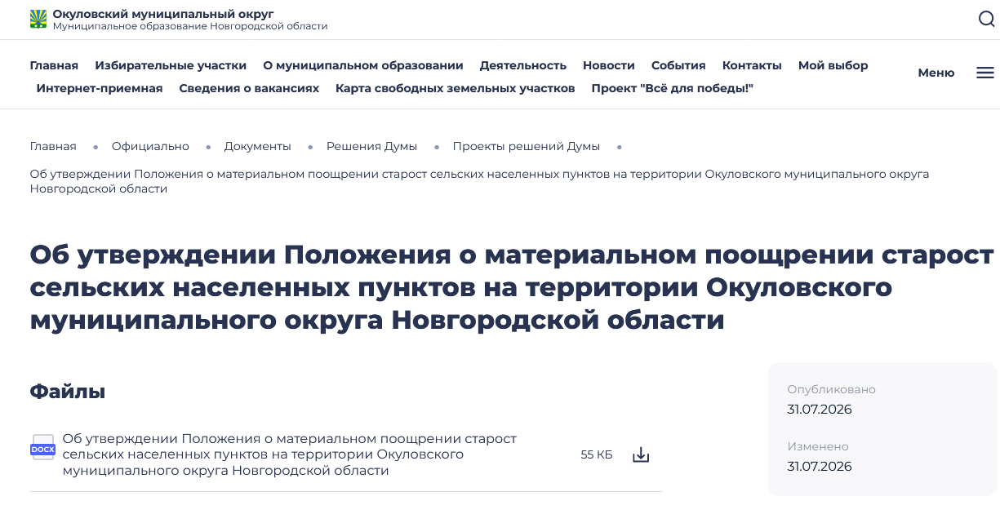 Окуловский муниципальный округ
Муниципальное образование Новгородской области
Главная Избирательные участки О муниципальном образовании Деятельность Новости События Контакты Мой выбор
Интернет-приемная Сведения о вакансиях Карта свободных земельных участков Проект "Всё для победы!"
Меню
Главная • Официально • Документы • Решения Думы • Проекты решений Думы •
Об утверждении Положения о материальном поощрении старост сельских населенных пунктов на территории Окуловского муниципального округа
Новгородской области
Об утверждении Положения о материальном поощрении старост
сельских населенных пунктов на территории Окуловского
муниципального округа Новгородской области
Файлы
DOCX
Об утверждении Положения о материальном поощрении старост
сельских населенных пунктов на территории Окуловского
муниципального округа Новгородской области
55 КБ
Опубликовано
31.07.2026
Изменено
31.07.2026